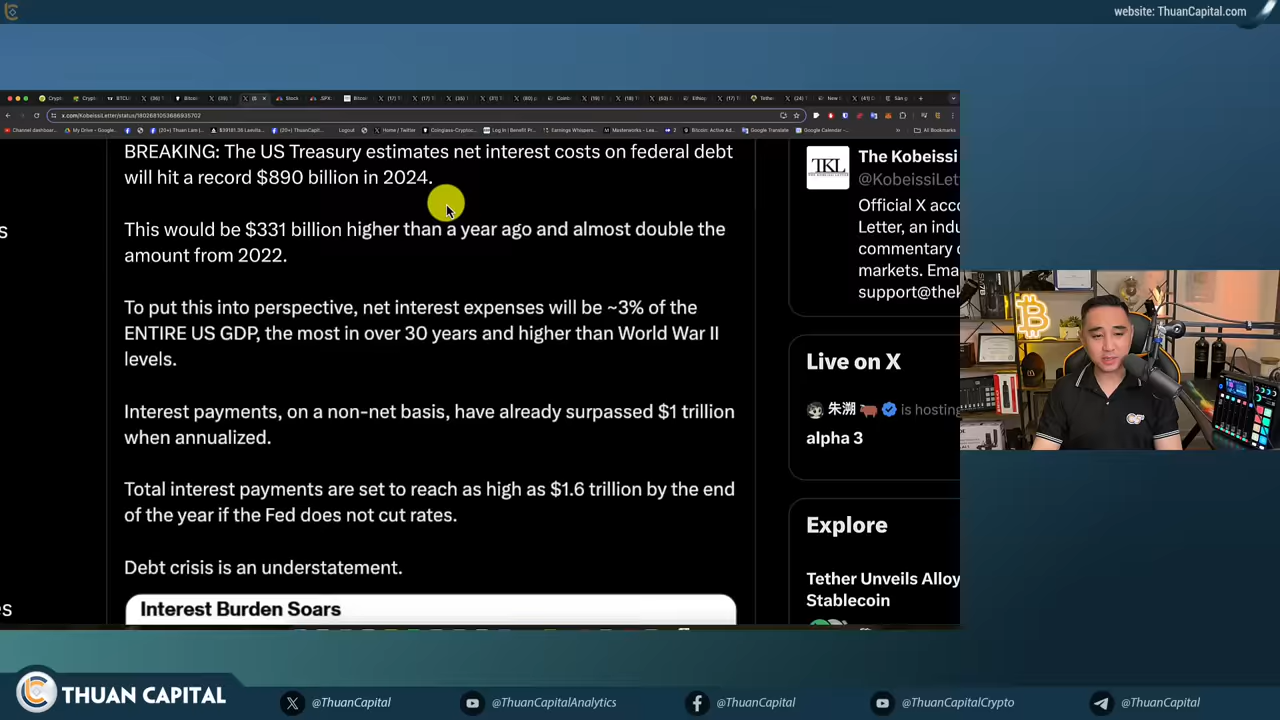 website: ThuanCapital.com
x.com/KobeissiLetter/status/1802681053686935702
BREAKING: The US Treasury estimates net interest costs on federal debt
will hit a record $890 billion in 2024.
This would be $331 billion higher than a year ago and almost double the
amount from 2022.
To put this into perspective, net interest expenses will be ~3% of the
ENTIRE US GDP, the most in over 30 years and higher than World War II
levels.
Interest payments, on a non-net basis, have already surpassed $1 trillion
when annualized.
Total interest payments are set to reach as high as $1.6 trillion by the end
of the year if the Fed does not cut rates.
Debt crisis is an understatement.
Interest Burden Soars
TKL
The Kobeissi
@KobeissiLet
Official X acc
Letter, an indu
commentary
markets. Ema
support@thek
Live on X
朱溯 is hosting
alpha 3
Explore
Tether Unveils Alloy
Stablecoin
THUAN CAPITAL
@ThuanCapital
@ThuanCapitalAnalytics
@ThuanCapital
@ThuanCapitalCrypto
@ThuanCapital